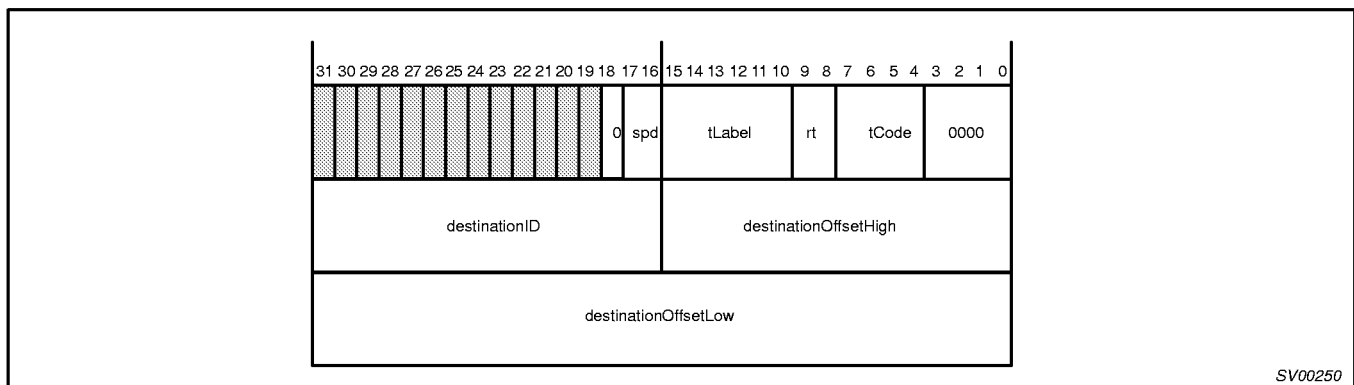 31 30 29 28 27 26 25 24 23 22 21 20 19 18 17 16 15 14 13 12 11 10 9 8 7 6 5 4 3 2 1 0
0 spd tLabel rt tCode 0000
destinationID destinationOffsetHigh
destinationOffsetLow
SV00250